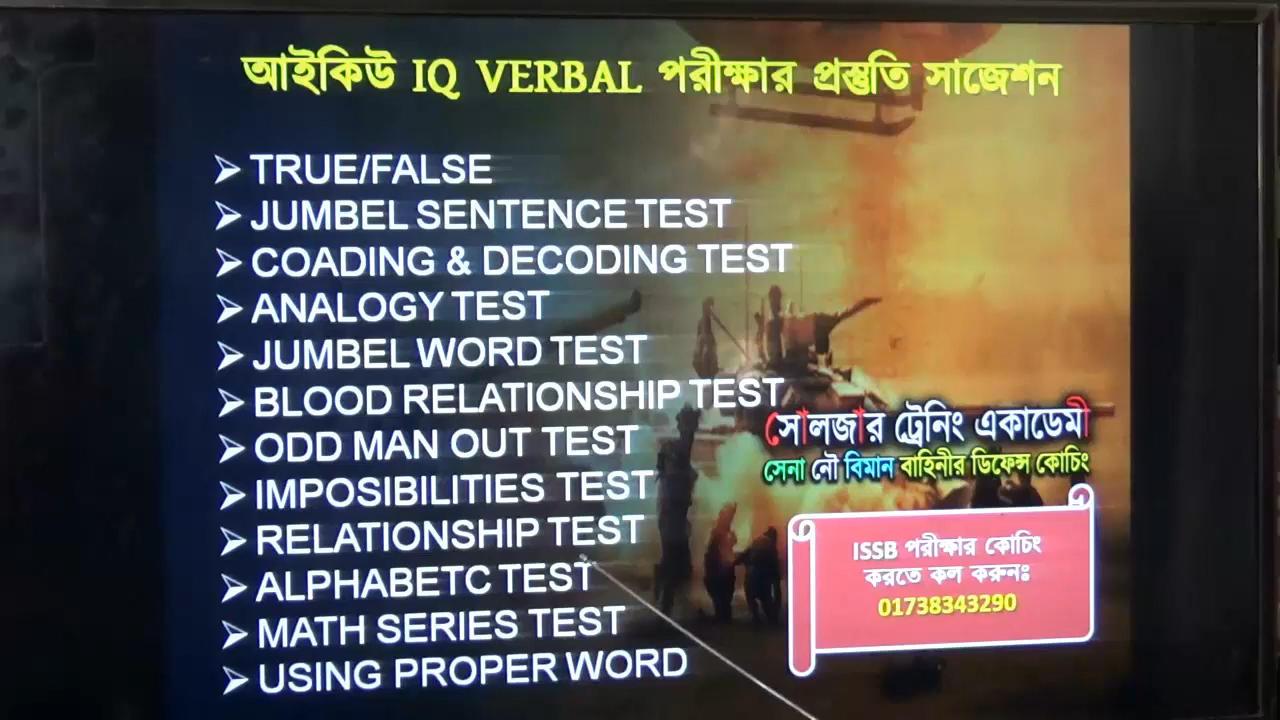 আইকিউ IQ VERBAL পরীক্ষার প্রস্তুতি সাজেশন
TRUE/FALSE
JUMBEL SENTENCE TEST
COADING & DECODING TEST
ANALOGY TEST
JUMBEL WORD TEST
BLOOD RELATIONSHIP TEST
ODD MAN OUT TEST
IMPOSIBILITIES TEST
RELATIONSHIP TEST
ALPHABETC TEST
MATH SERIES TEST
USING PROPER WORD
সোলজার ট্রেনিং একাডেমী
সেনা নৌ বিমান বাহিনীর ডিফেন্স কোচিং
ISSB পরীক্ষার কোচিং
করতে কল করুনঃ
01738343290